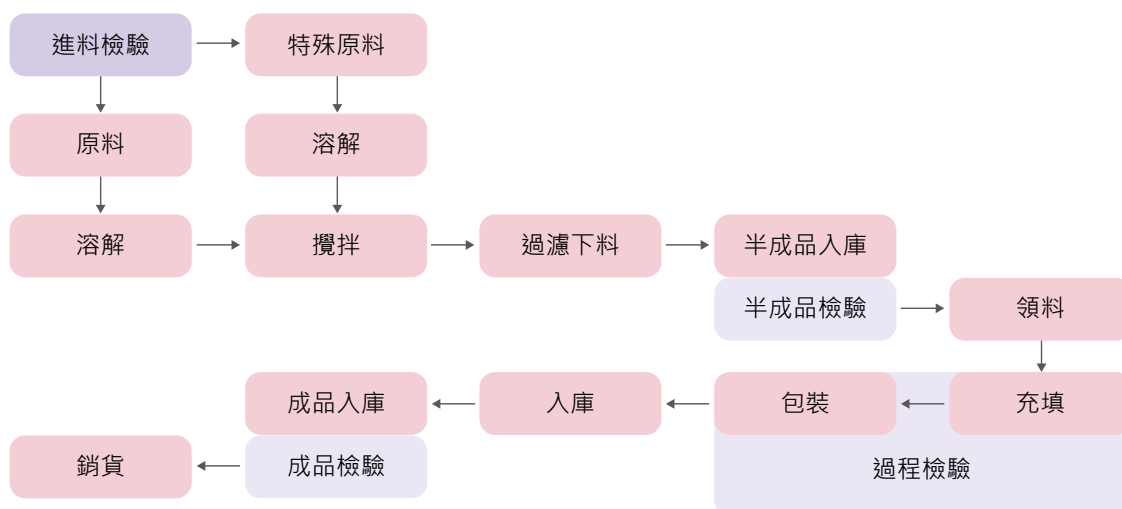 進料檢驗
特殊原料
原料
溶解
溶解
攪拌
過濾下料
半成品入庫
半成品檢驗
領料
成品入庫
入庫
包裝
充填
銷貨
成品檢驗
過程檢驗